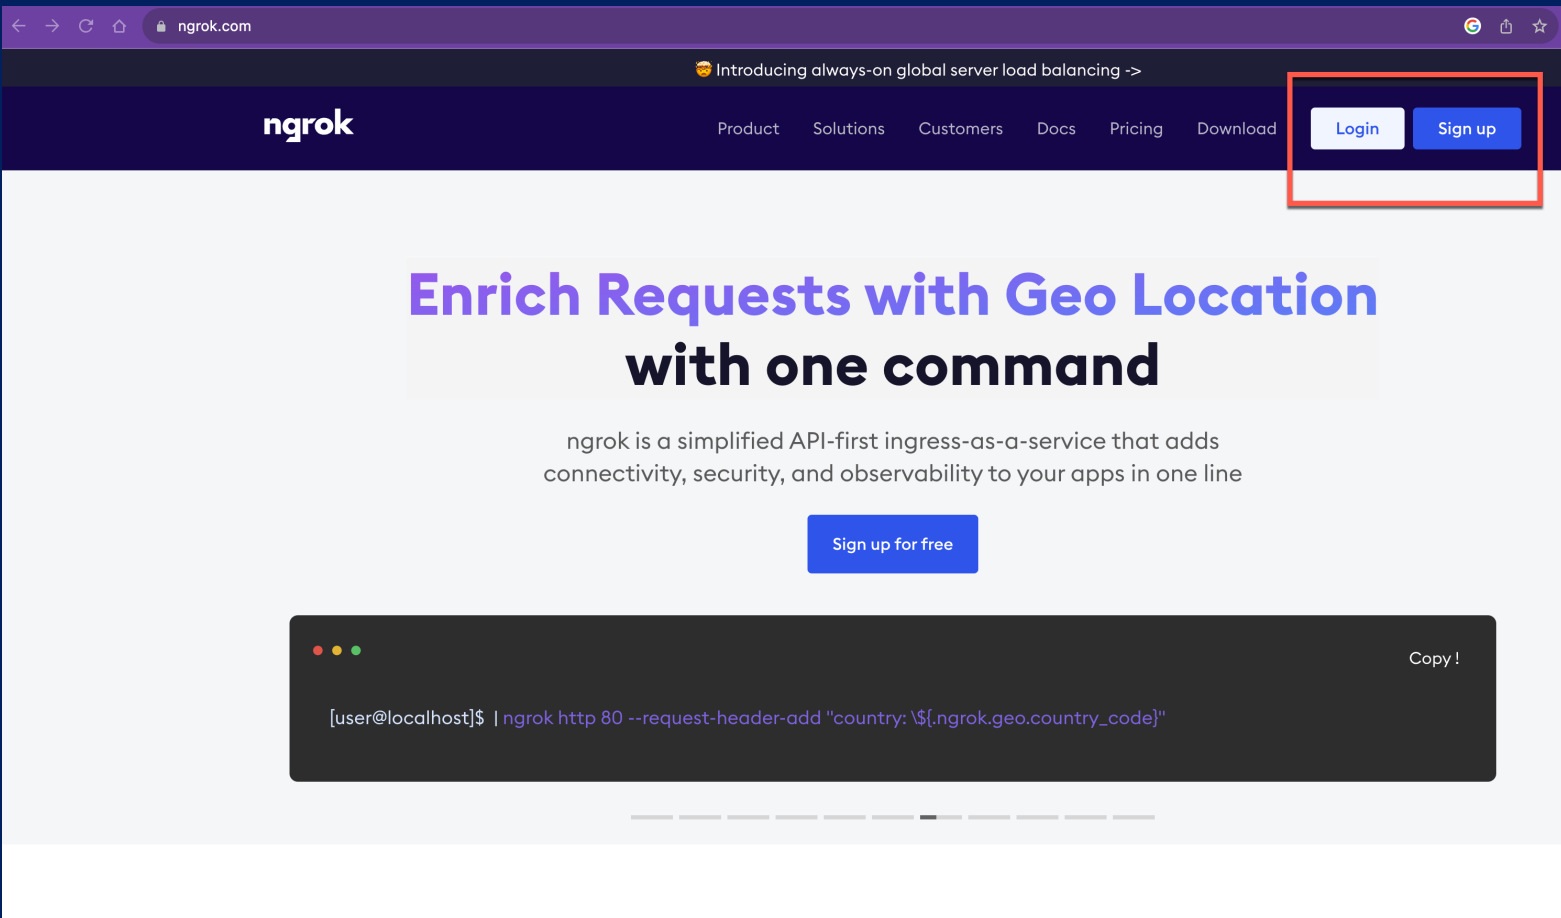 ngrok.com
🤯 Introducing always-on global server load balancing ->
ngrok
Product Solutions Customers Docs Pricing Download Login Sign up
Enrich Requests with Geo Location
with one command
ngrok is a simplified API-first ingress-as-a-service that adds
connectivity, security, and observability to your apps in one line
Sign up for free
Copy !
[user@localhost]$ | ngrok http 80 --request-header-add "country: \${.ngrok.geo.country_code}"